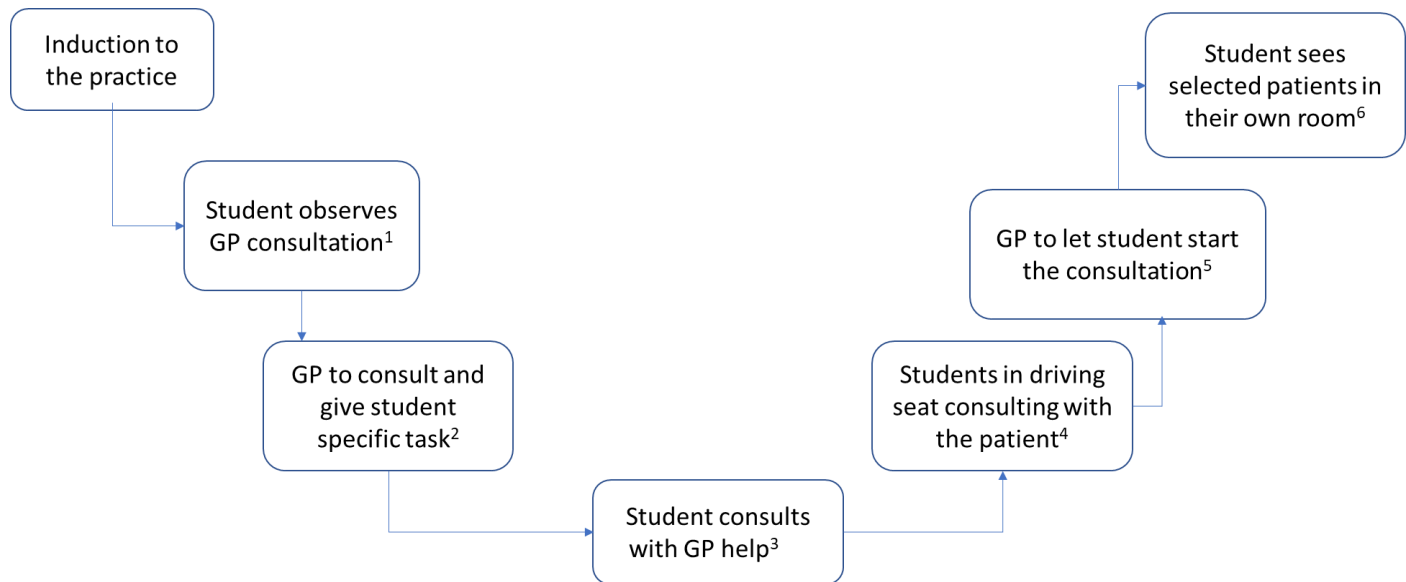 Induction to
the practice
Student observes
GP consultation¹
GP to consult and
give student
specific task²
Student consults
with GP help³
Students in driving
seat consulting with
the patient⁴
GP to let student start
the consultation⁵
Student sees
selected patients in
their own room⁶